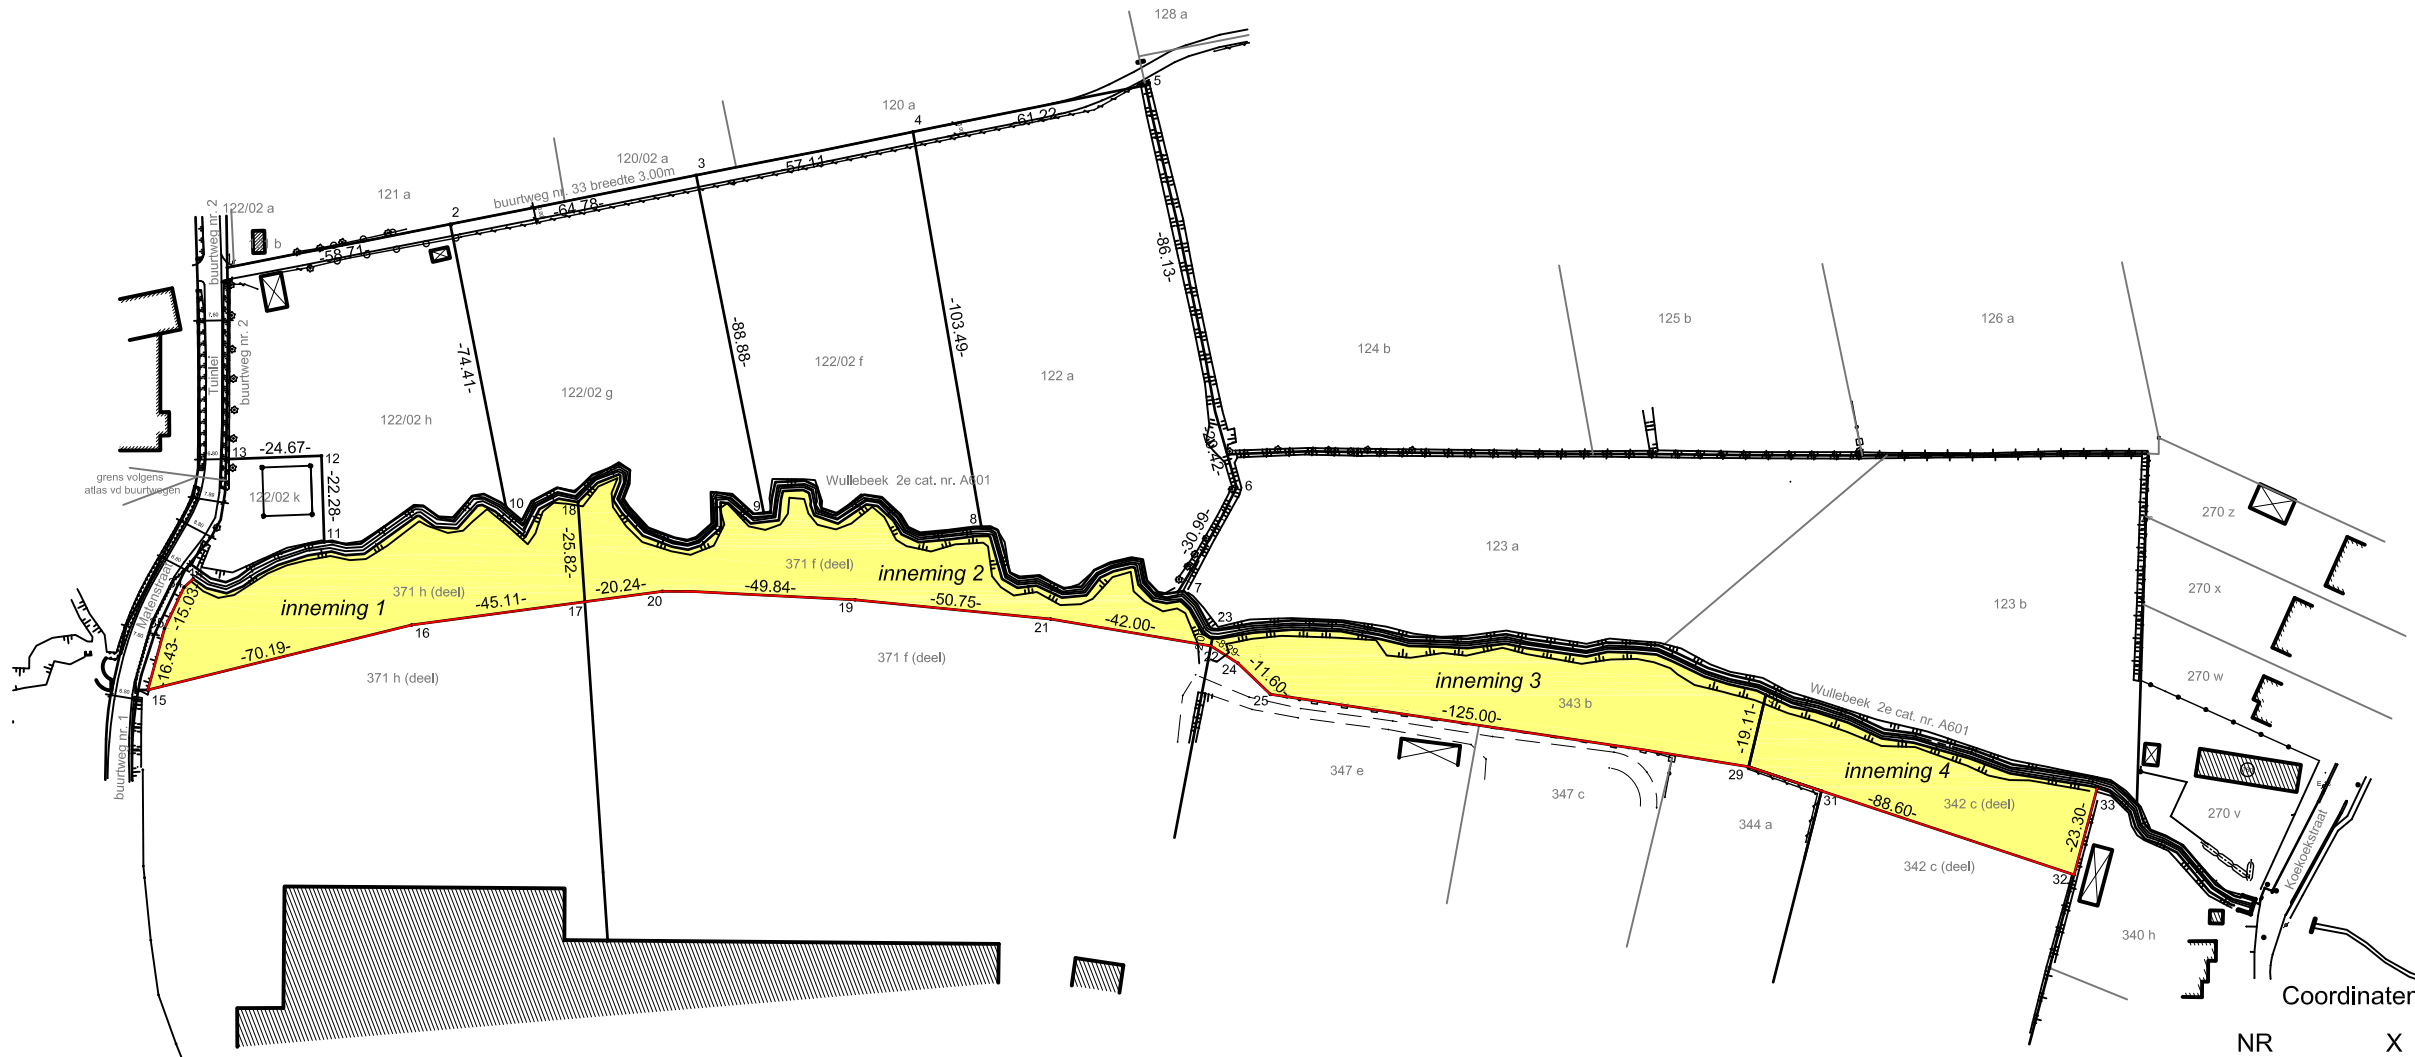 128 a
5
120 a
4
-61.22-
120/02 a
3
57.11
buurtweg nr. 33 breedte 3.00m
-64.78-
121 a
122/02 a
2
-58.71-
buurtweg nr. 2
Tuinlei
buurtweg nr. 2
-74.41-
-88.88-
-103.49-
-86.13-
122/02 h
122/02 g
122/02 f
122 a
124 b
125 b
126 a
13
-24.67-
12
grens volgens
atlas vd buurtwegen
122/02 k
-22.28-
11
10
18
9
8
Wullebeek 2e cat. nr. A601
6
-30.99-
7
123 a
123 b
270 z
270 x
270 w
270 v
Matenstraat
-15.03-
-16.43-
inneming 1
371 h (deel)
-45.11-
-25.82-
-20.24-
-49.84-
371 f (deel)
inneming 2
-50.75-
-42.00-
17
20
19
21
22
23
24
-11.60-
25
-70.19-
16
15
371 h (deel)
371 f (deel)
buurtweg nr. 1
inneming 3
343 b
-125.00-
-19.11-
Wullebeek 2e cat. nr. A601
29
inneming 4
342 c (deel)
31
-88.60-
-23.30-
33
32
347 e
347 c
344 a
342 c (deel)
340 h
Koekoekstraat
Coordinaten
NR X